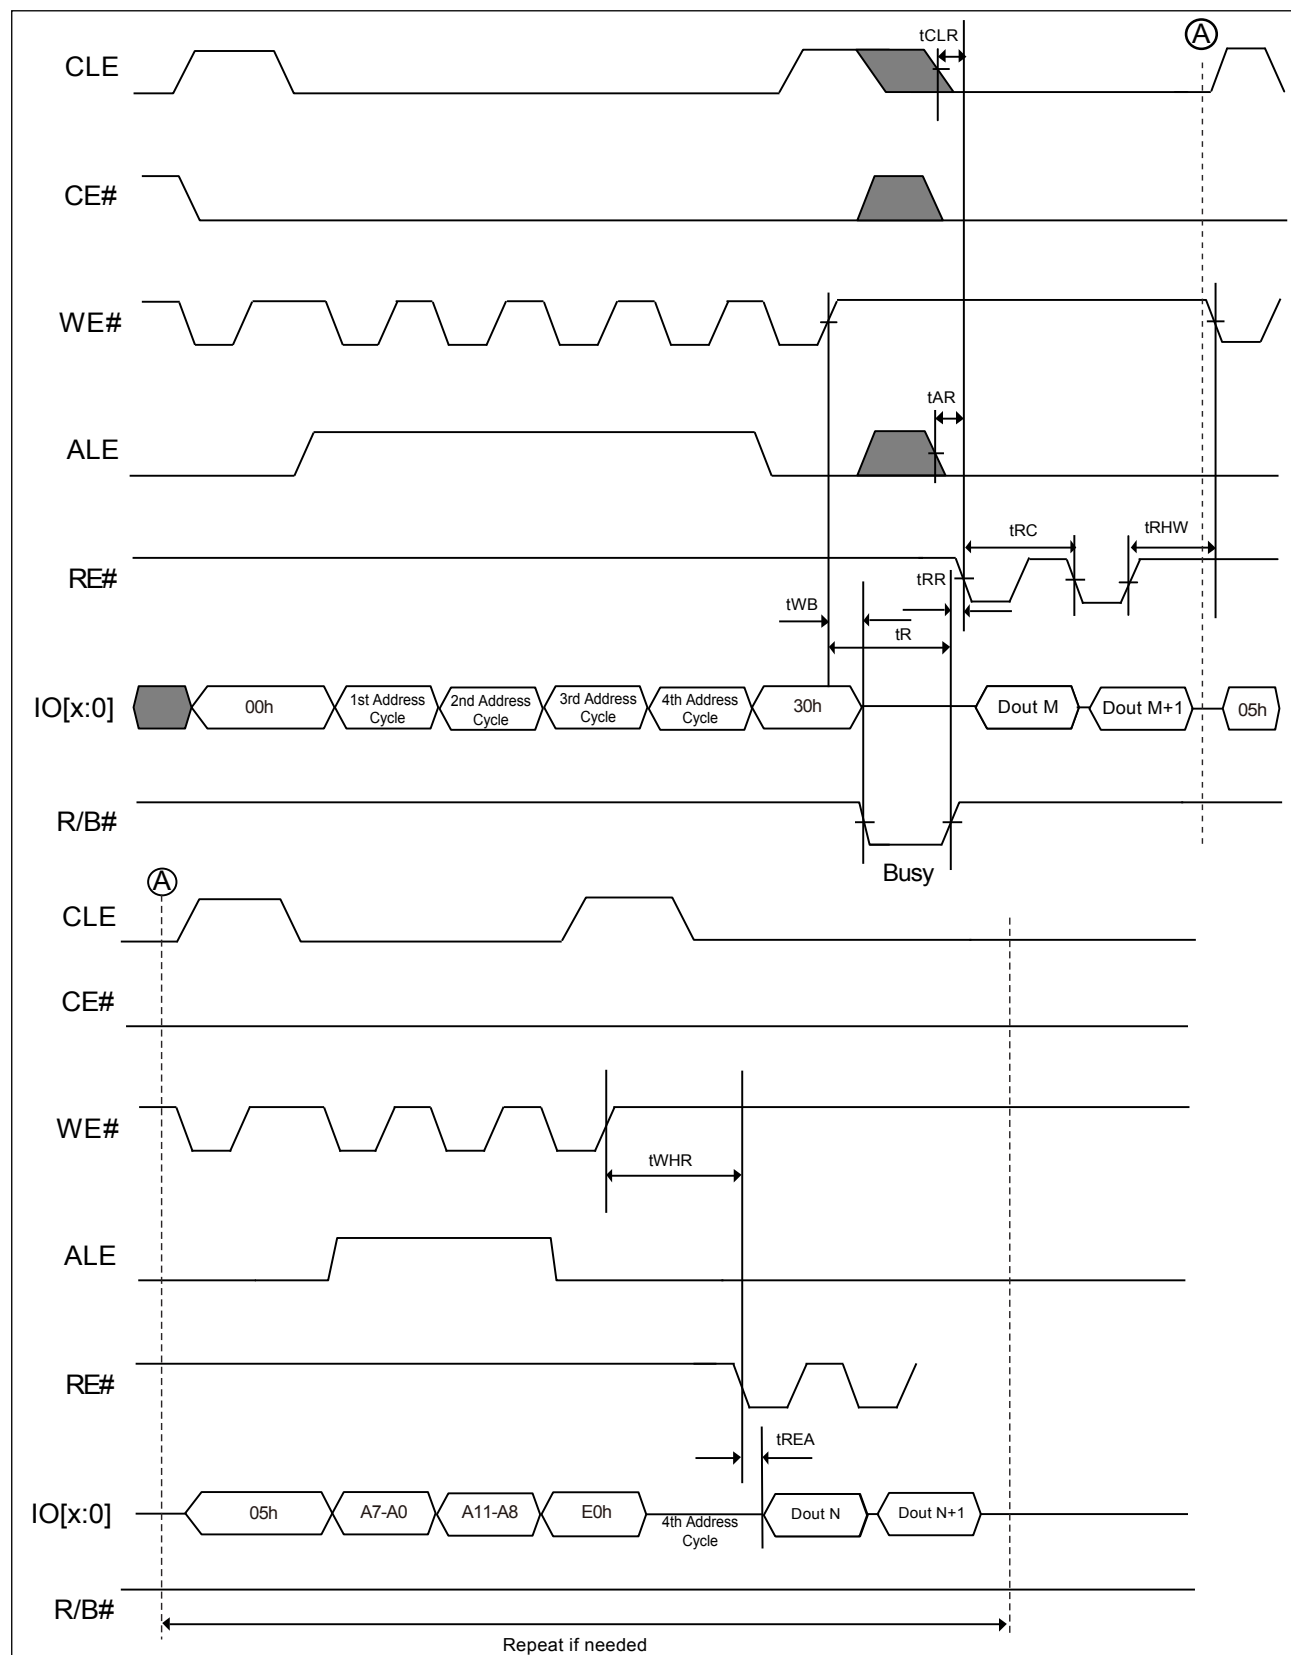 tCLR
A
CLE
CE#
WE#
tAR
ALE
tRC
tRHW
RE#
tRR
tWB
tR
IO[x:0]
00h
1st Address
Cycle
2nd Address
Cycle
3rd Address
Cycle
4th Address
Cycle
30h
Dout M
Dout M+1
05h
R/B#
Busy
A
CLE
CE#
WE#
tWHR
ALE
RE#
tREA
IO[x:0]
05h
A7-A0
A11-A8
E0h
4th Address
Cycle
Dout N
Dout N+1
R/B#
Repeat if needed